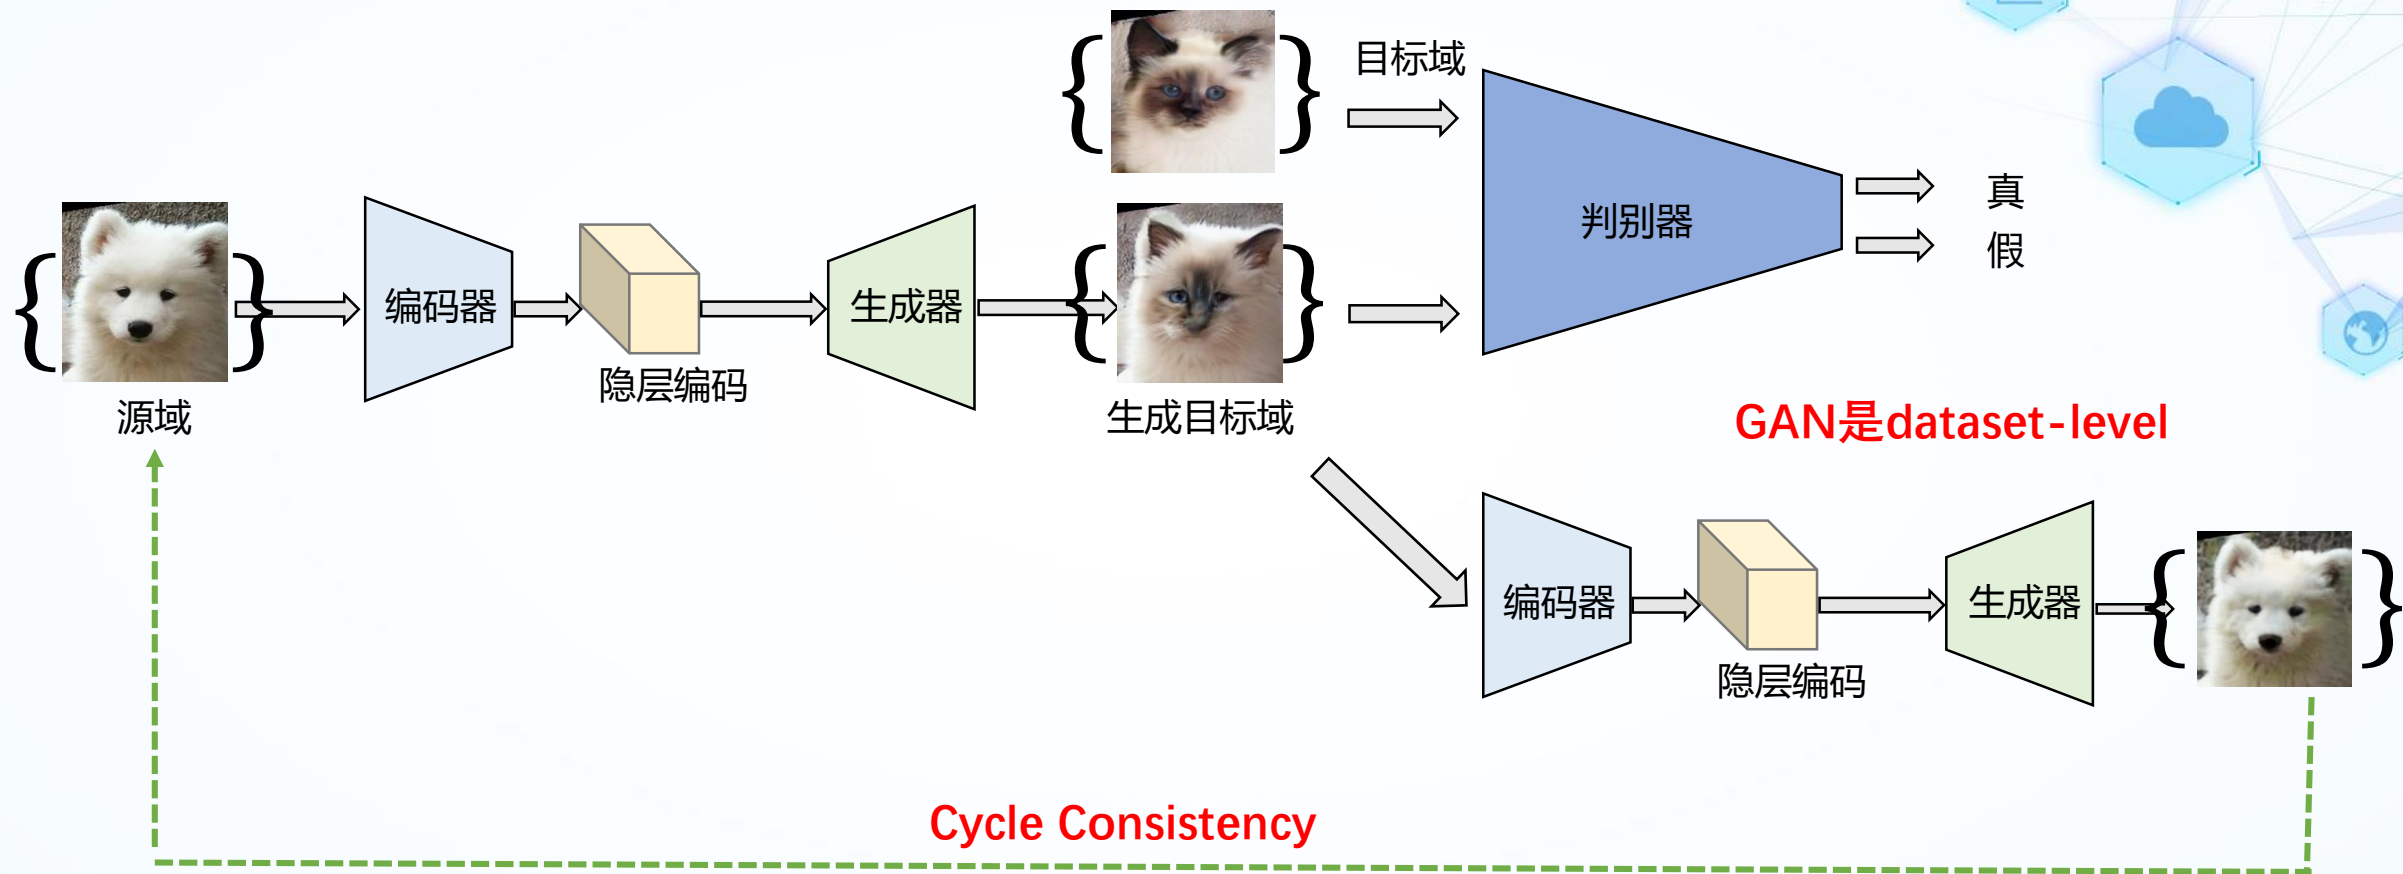 目标域
判别器
真
假
编码器
生成器
隐层编码
源域
生成目标域
GAN是dataset-level
编码器
生成器
隐层编码
Cycle Consistency